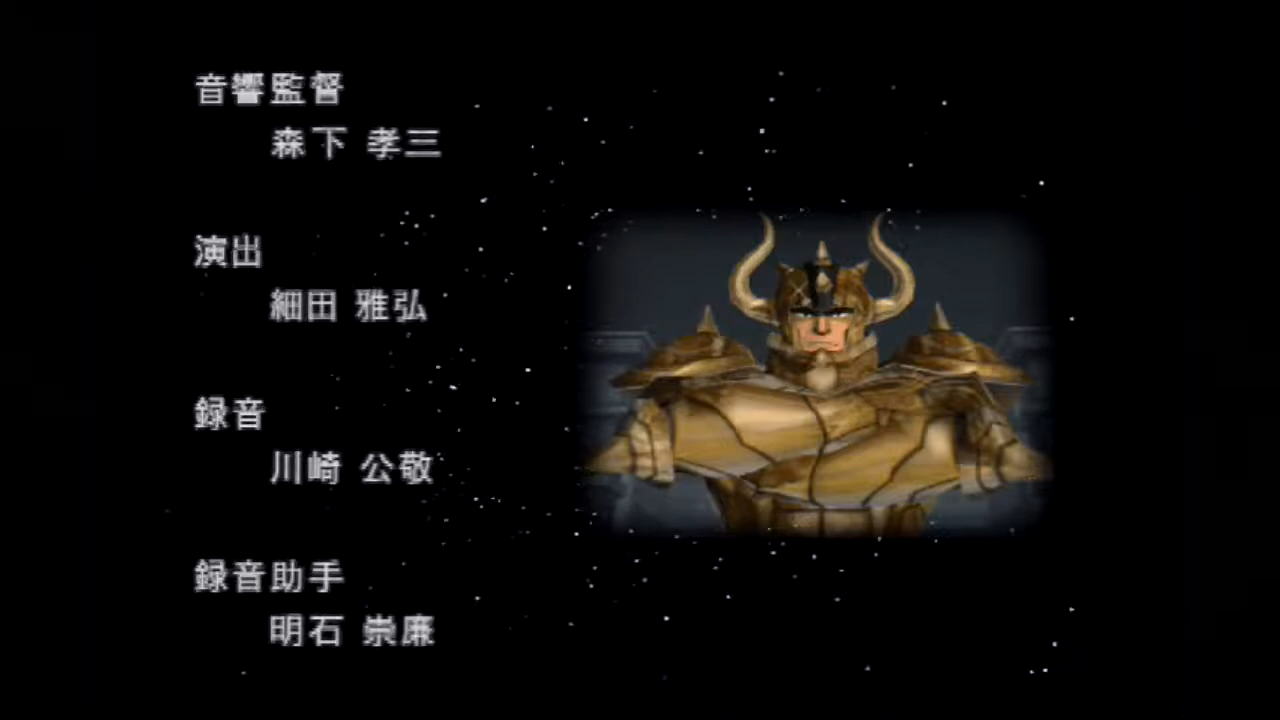 音響監督
森下 孝三
演出
細田 雅弘
録音
川崎 公敬
録音助手
明石 崇廉